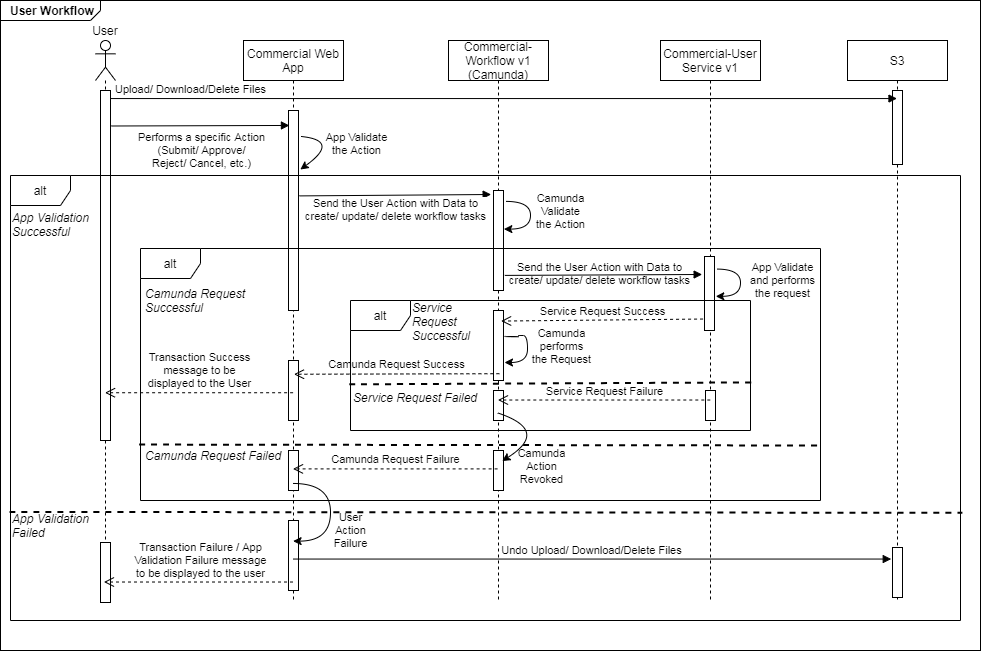 User Workflow
User
Commercial Web
App
Commercial-
Workflow v1
(Camunda)
Commercial-User
Service v1
S3
Upload/ Download/Delete Files
Performs a specific Action
(Submit/ Approve/
Reject/ Cancel, etc.)
App Validate
the Action
alt
App Validation
Successful
Send the User Action with Data to
create/ update/ delete workflow tasks
Camunda
Validate
the Action
alt
Camunda Request
Successful
Send the User Action with Data to
create/ update/ delete workflow tasks
App Validate
and performs
the request
alt
Service
Request
Successful
Service Request Success
Camunda
performs
the Request
Camunda Request Success
Transaction Success
message to be
displayed to the User
Service Request Failed
Service Request Failure
Camunda Request Failed
Camunda Request Failure
Camunda
Action
Revoked
App Validation
Failed
User
Action
Failure
Transaction Failure / App
Validation Failure message
to be displayed to the user
Undo Upload/ Download/Delete Files